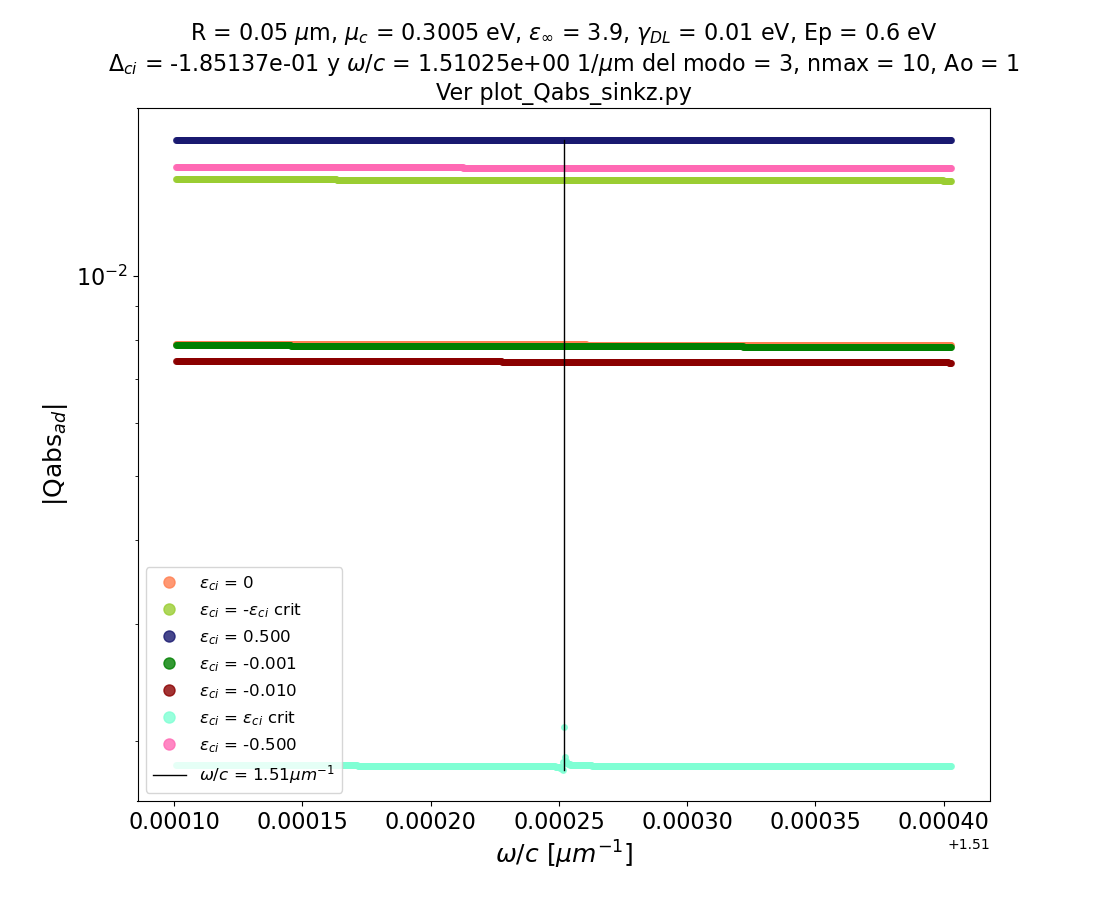 R = 0.05 μm, μc = 0.3005 eV, ε∞ = 3.9, γDL = 0.01 eV, Ep = 0.6 eV
Δci = -1.85137e-01 y ω/c = 1.51025e+00 1/μm del modo = 3, nmax = 10, Ao = 1
Ver plot_Qabs_sinkz.py
|Qabsad|
10⁻²
εci = 0
εci = -εci crit
εci = 0.500
εci = -0.001
εci = -0.010
εci = εci crit
εci = -0.500
ω/c = 1.51μm⁻¹
0.00010 0.00015 0.00020 0.00025 0.00030 0.00035 0.00040
+1.51
ω/c [μm⁻¹]